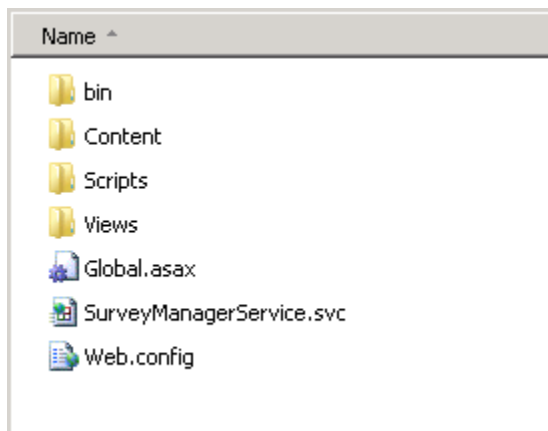 Name
bin
Content
Scripts
Views
Global.asax
SurveyManagerService.svc
Web.config